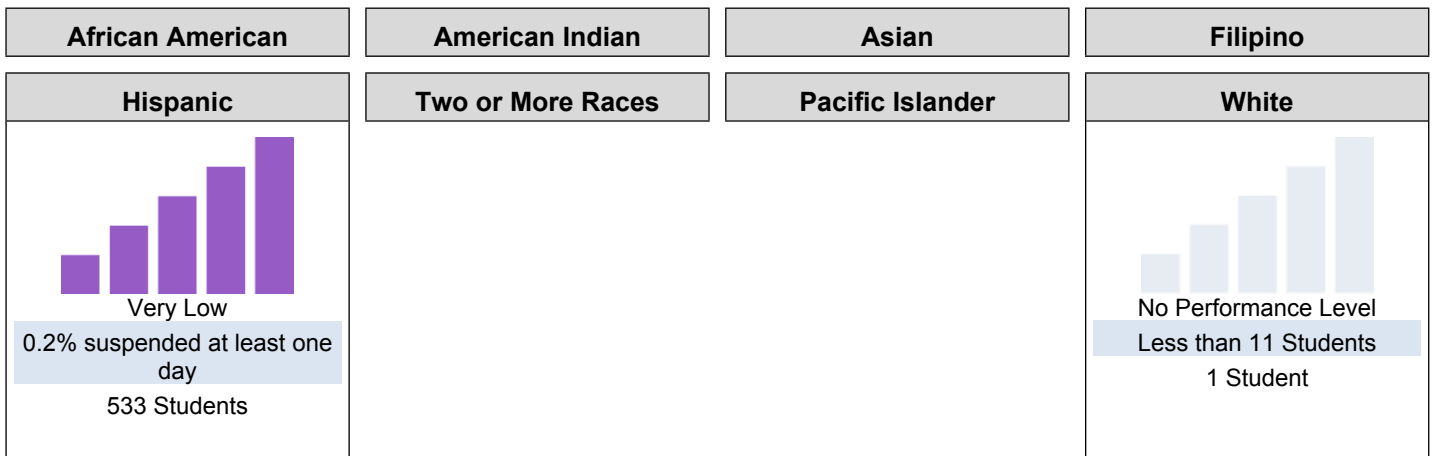 African American
American Indian
Asian
Filipino
Hispanic
Two or More Races
Pacific Islander
White
Very Low
0.2% suspended at least one
day
533 Students
No Performance Level
Less than 11 Students
1 Student